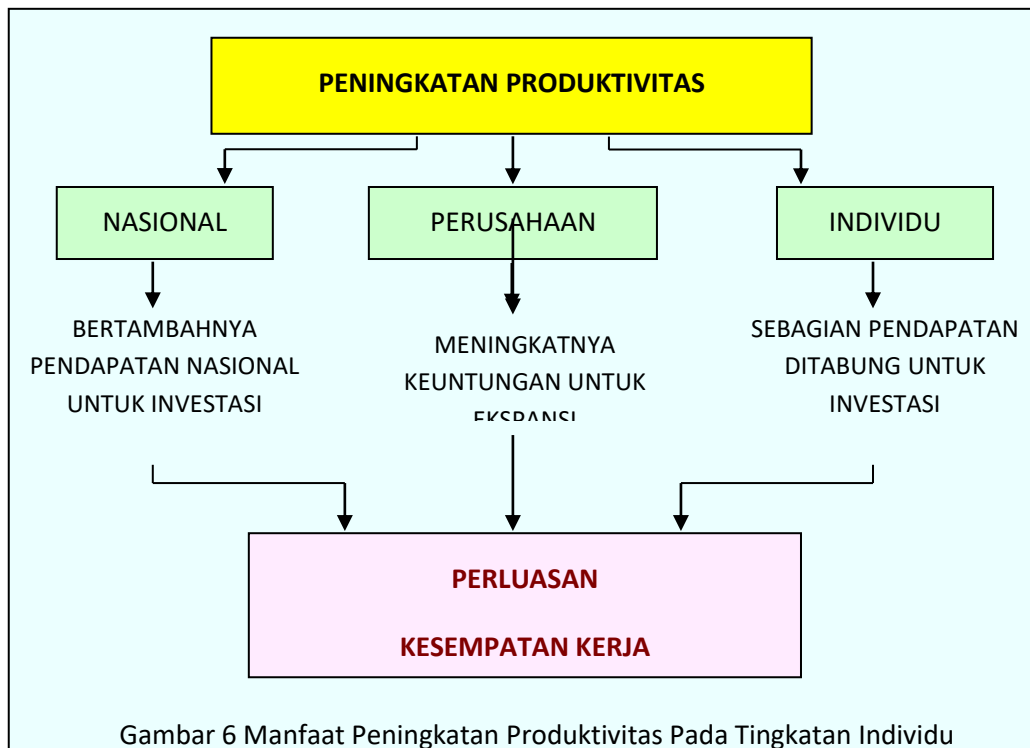 PENINGKATAN PRODUKTIVITAS
NASIONAL
PERUSAHAAN
INDIVIDU
BERTAMBAHNYA
PENDAPATAN NASIONAL
UNTUK INVESTASI
MENINGKATNYA
KEUNTUNGAN UNTUK
EKSPANSI
SEBAGIAN PENDAPATAN
DITABUNG UNTUK
INVESTASI
PERLUASAN
KESEMPATAN KERJA
Gambar 6 Manfaat Peningkatan Produktivitas Pada Tingkatan Individu